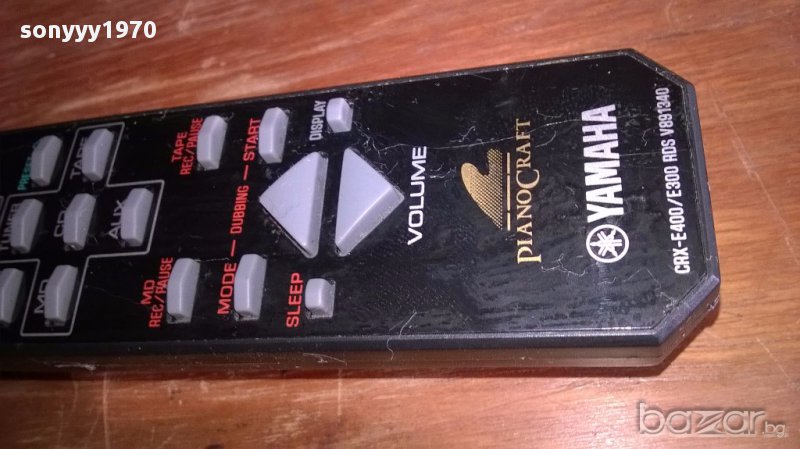 sonyyy1970
PRESET
TAPE
TUNER
CD
AUX
MD
TAPE
REC/PAUSE
DUBBING
START
MODE
MD
REC/PAUSE
SLEEP
DISPLAY
VOLUME
PIANOCRAFT
YAMAHA
CRX-E400/E300 RDS V891340
bazar.bg